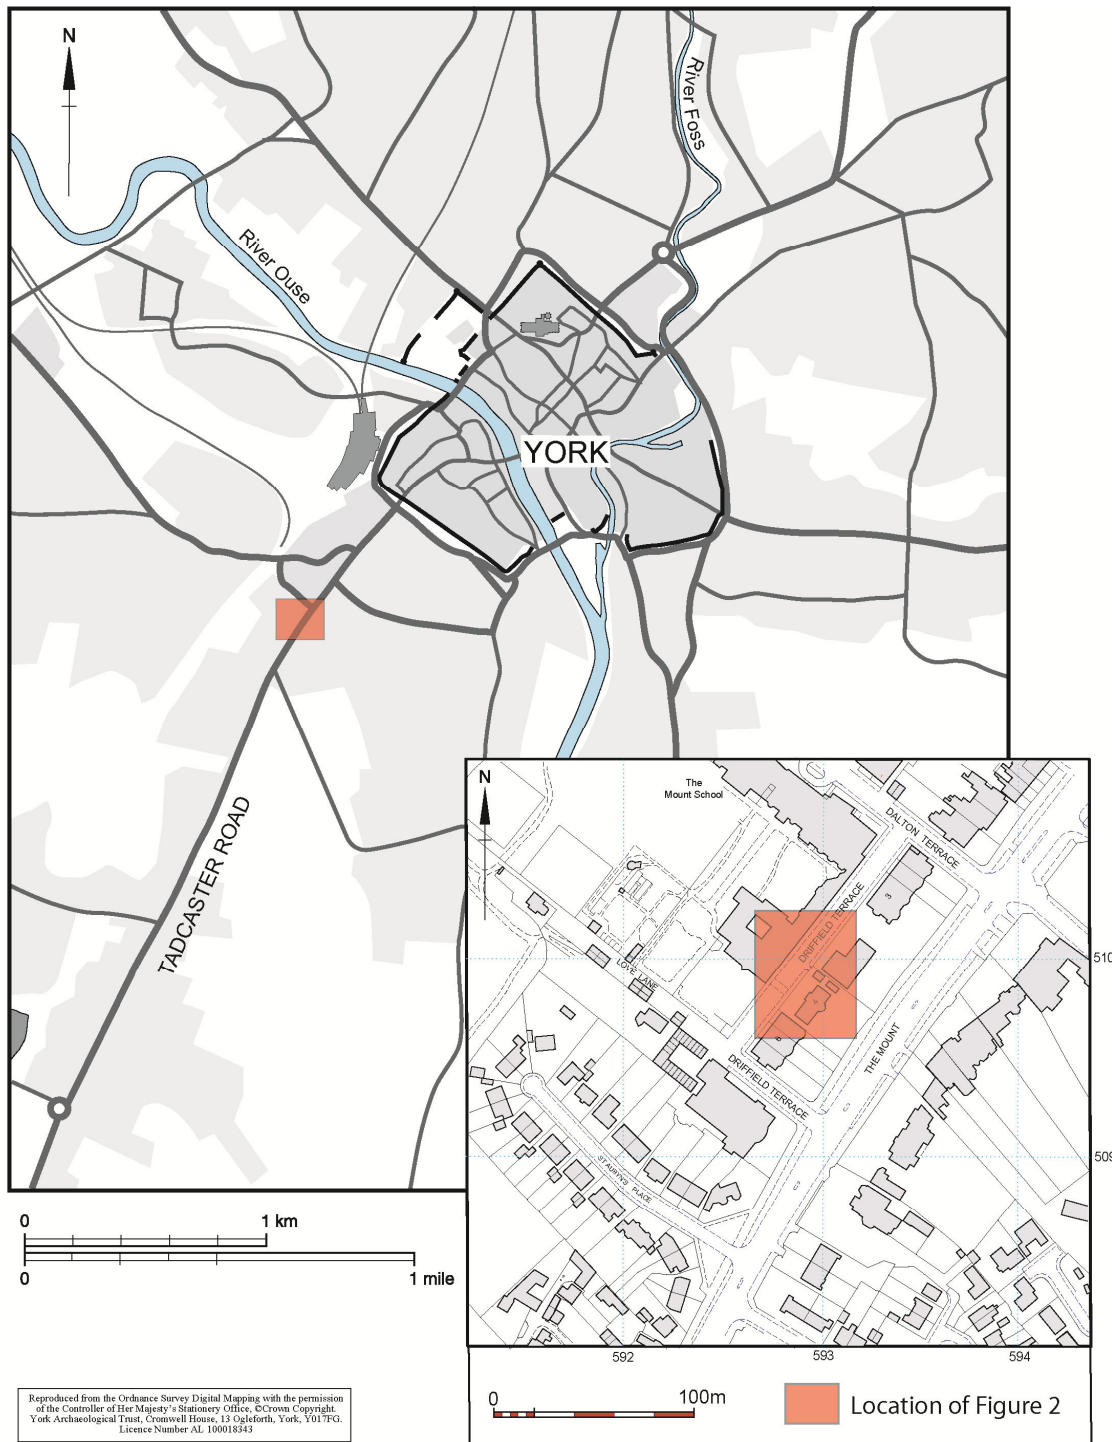 N
River Foss
River Ouse
YORK
TADCASTER ROAD
0
1 km
0
1 mile
Reproduced from the Ordnance Survey Digital Mapping with the permission
of the Controller of Her Majesty's Stationery Office, ©Crown Copyright.
York Archaeological Trust, Cromwell House, 13 Ogleforth, York, YO17FG.
Licence Number AL 100018343
N
The
Mount School
DALTON TERRACE
3
DRIFFIELD TERRACE
510
LOVE LANE
4
6
THE MOUNT
DRIFFIELD TERRACE
509
ST AUBYN'S PLACE
592
593
594
0
100m
Location of Figure 2